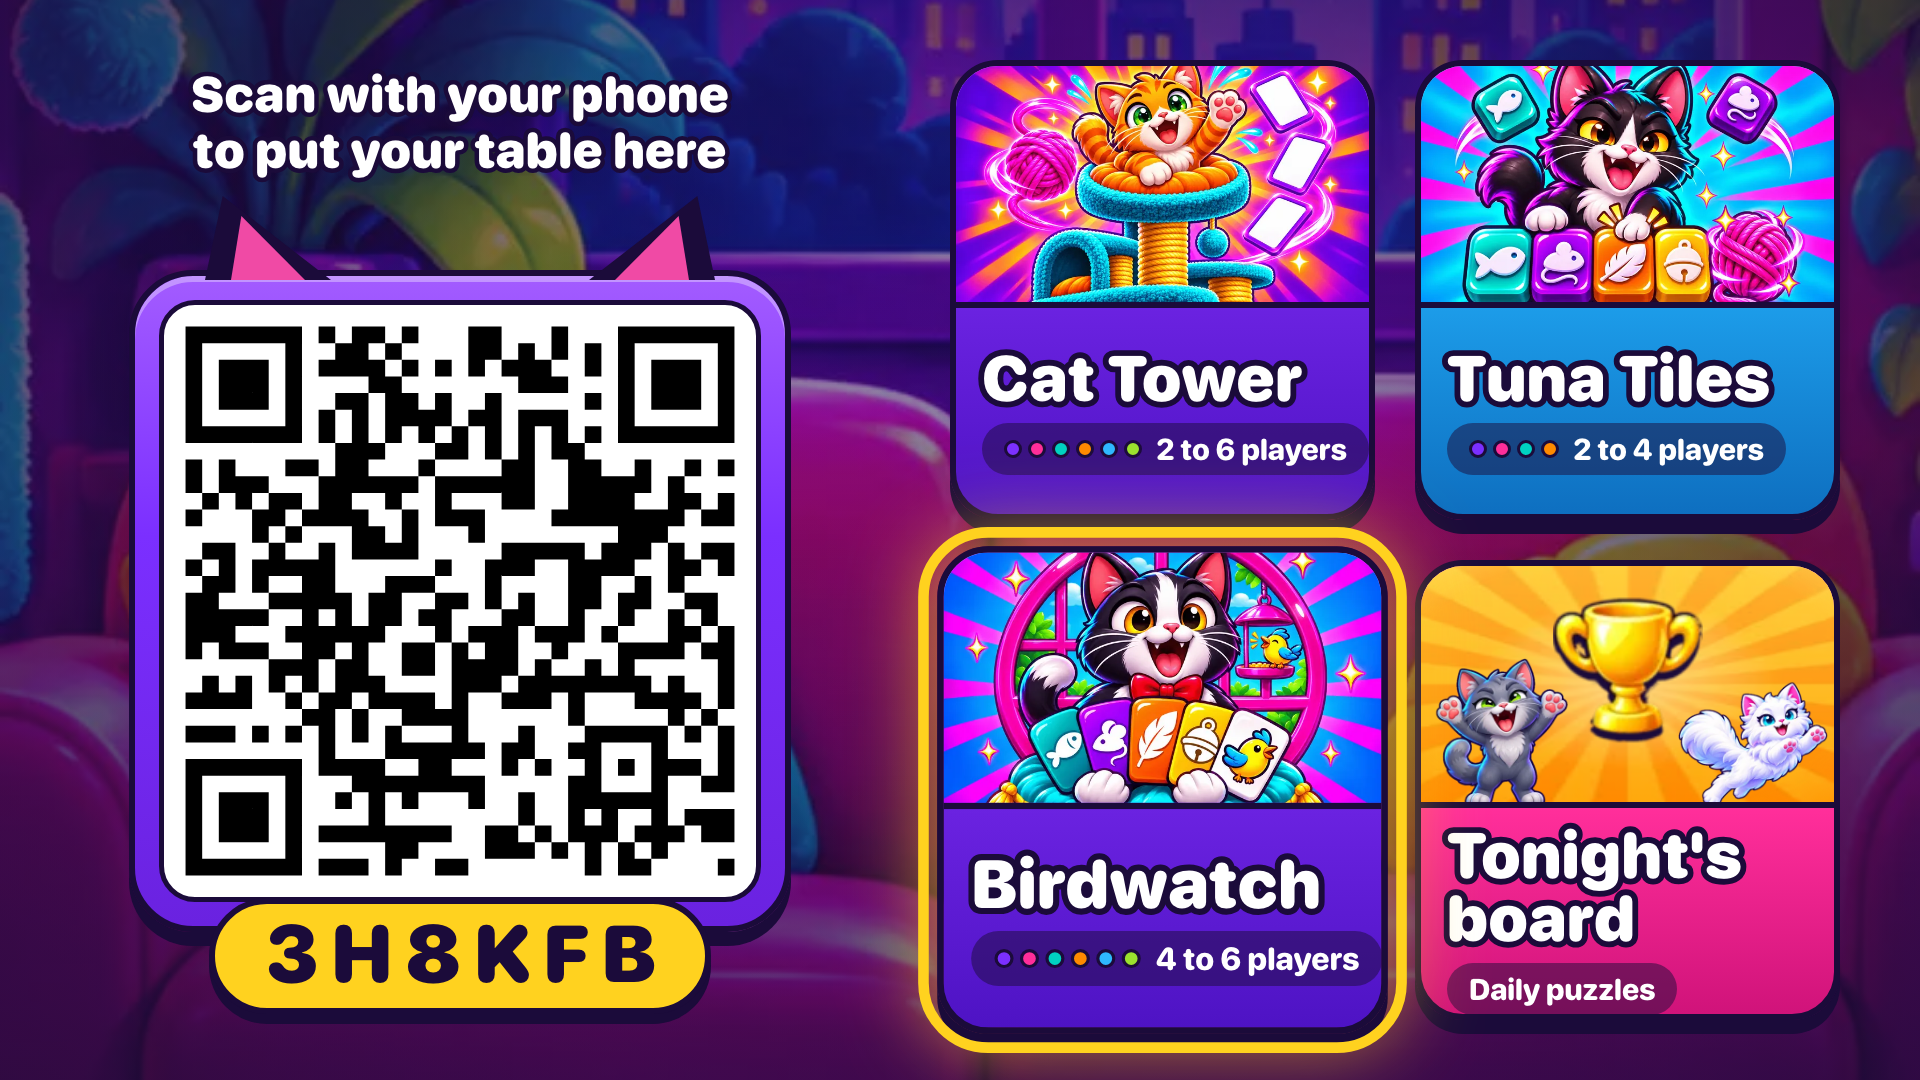 Scan with your phone
to put your table here
3H8KFB
Cat Tower
2 to 6 players
Tuna Tiles
2 to 4 players
Birdwatch
4 to 6 players
Tonight's
board
Daily puzzles